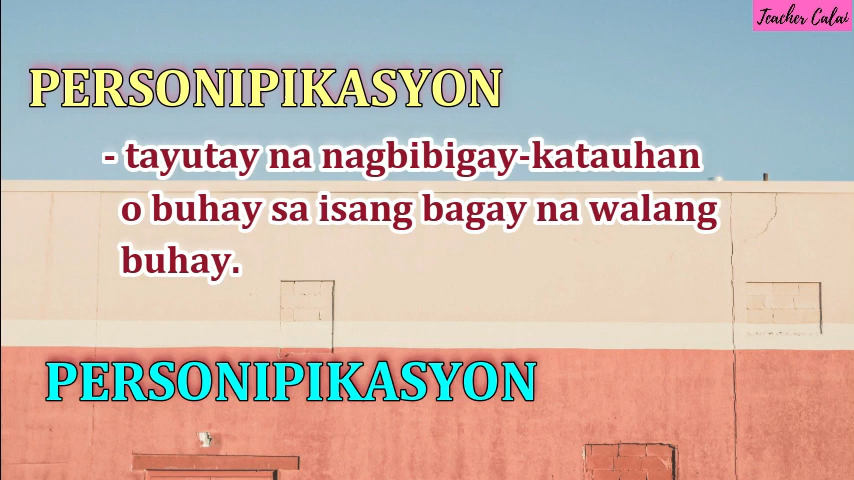 Teacher Calai
PERSONIPIKASYON
- tayutay na nagbibigay-katauhan
o buhay sa isang bagay na walang
buhay.
PERSONIPIKASYON